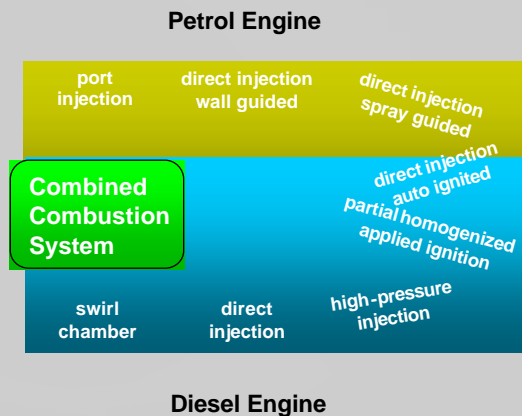 Petrol Engine
port
injection
direct injection
wall guided
direct injection
spray guided
direct injection
auto ignited
partial homogenized
applied ignition
Combined
Combustion
System
swirl
chamber
direct
injection
high-pressure
injection
Diesel Engine